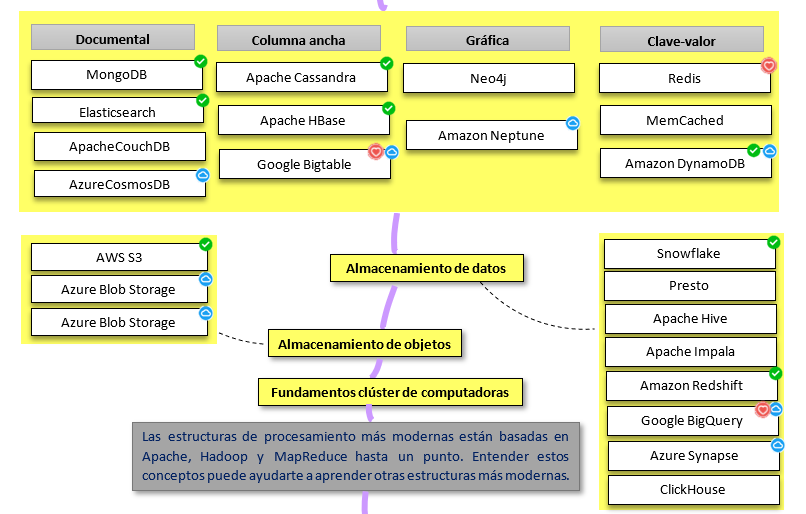 Documental
MongoDB
Elasticsearch
ApacheCouchDB
AzureCosmosDB
Columna ancha
Apache Cassandra
Apache HBase
Google Bigtable
Gráfica
Neo4j
Amazon Neptune
Clave-valor
Redis
MemCached
Amazon DynamoDB
AWS S3
Azure Blob Storage
Azure Blob Storage
Almacenamiento de datos
Almacenamiento de objetos
Fundamentos clúster de computadoras
Las estructuras de procesamiento más modernas están basadas en
Apache, Hadoop y MapReduce hasta un punto. Entender estos
conceptos puede ayudarte a aprender otras estructuras más modernas.
Snowflake
Presto
Apache Hive
Apache Impala
Amazon Redshift
Google BigQuery
Azure Synapse
ClickHouse